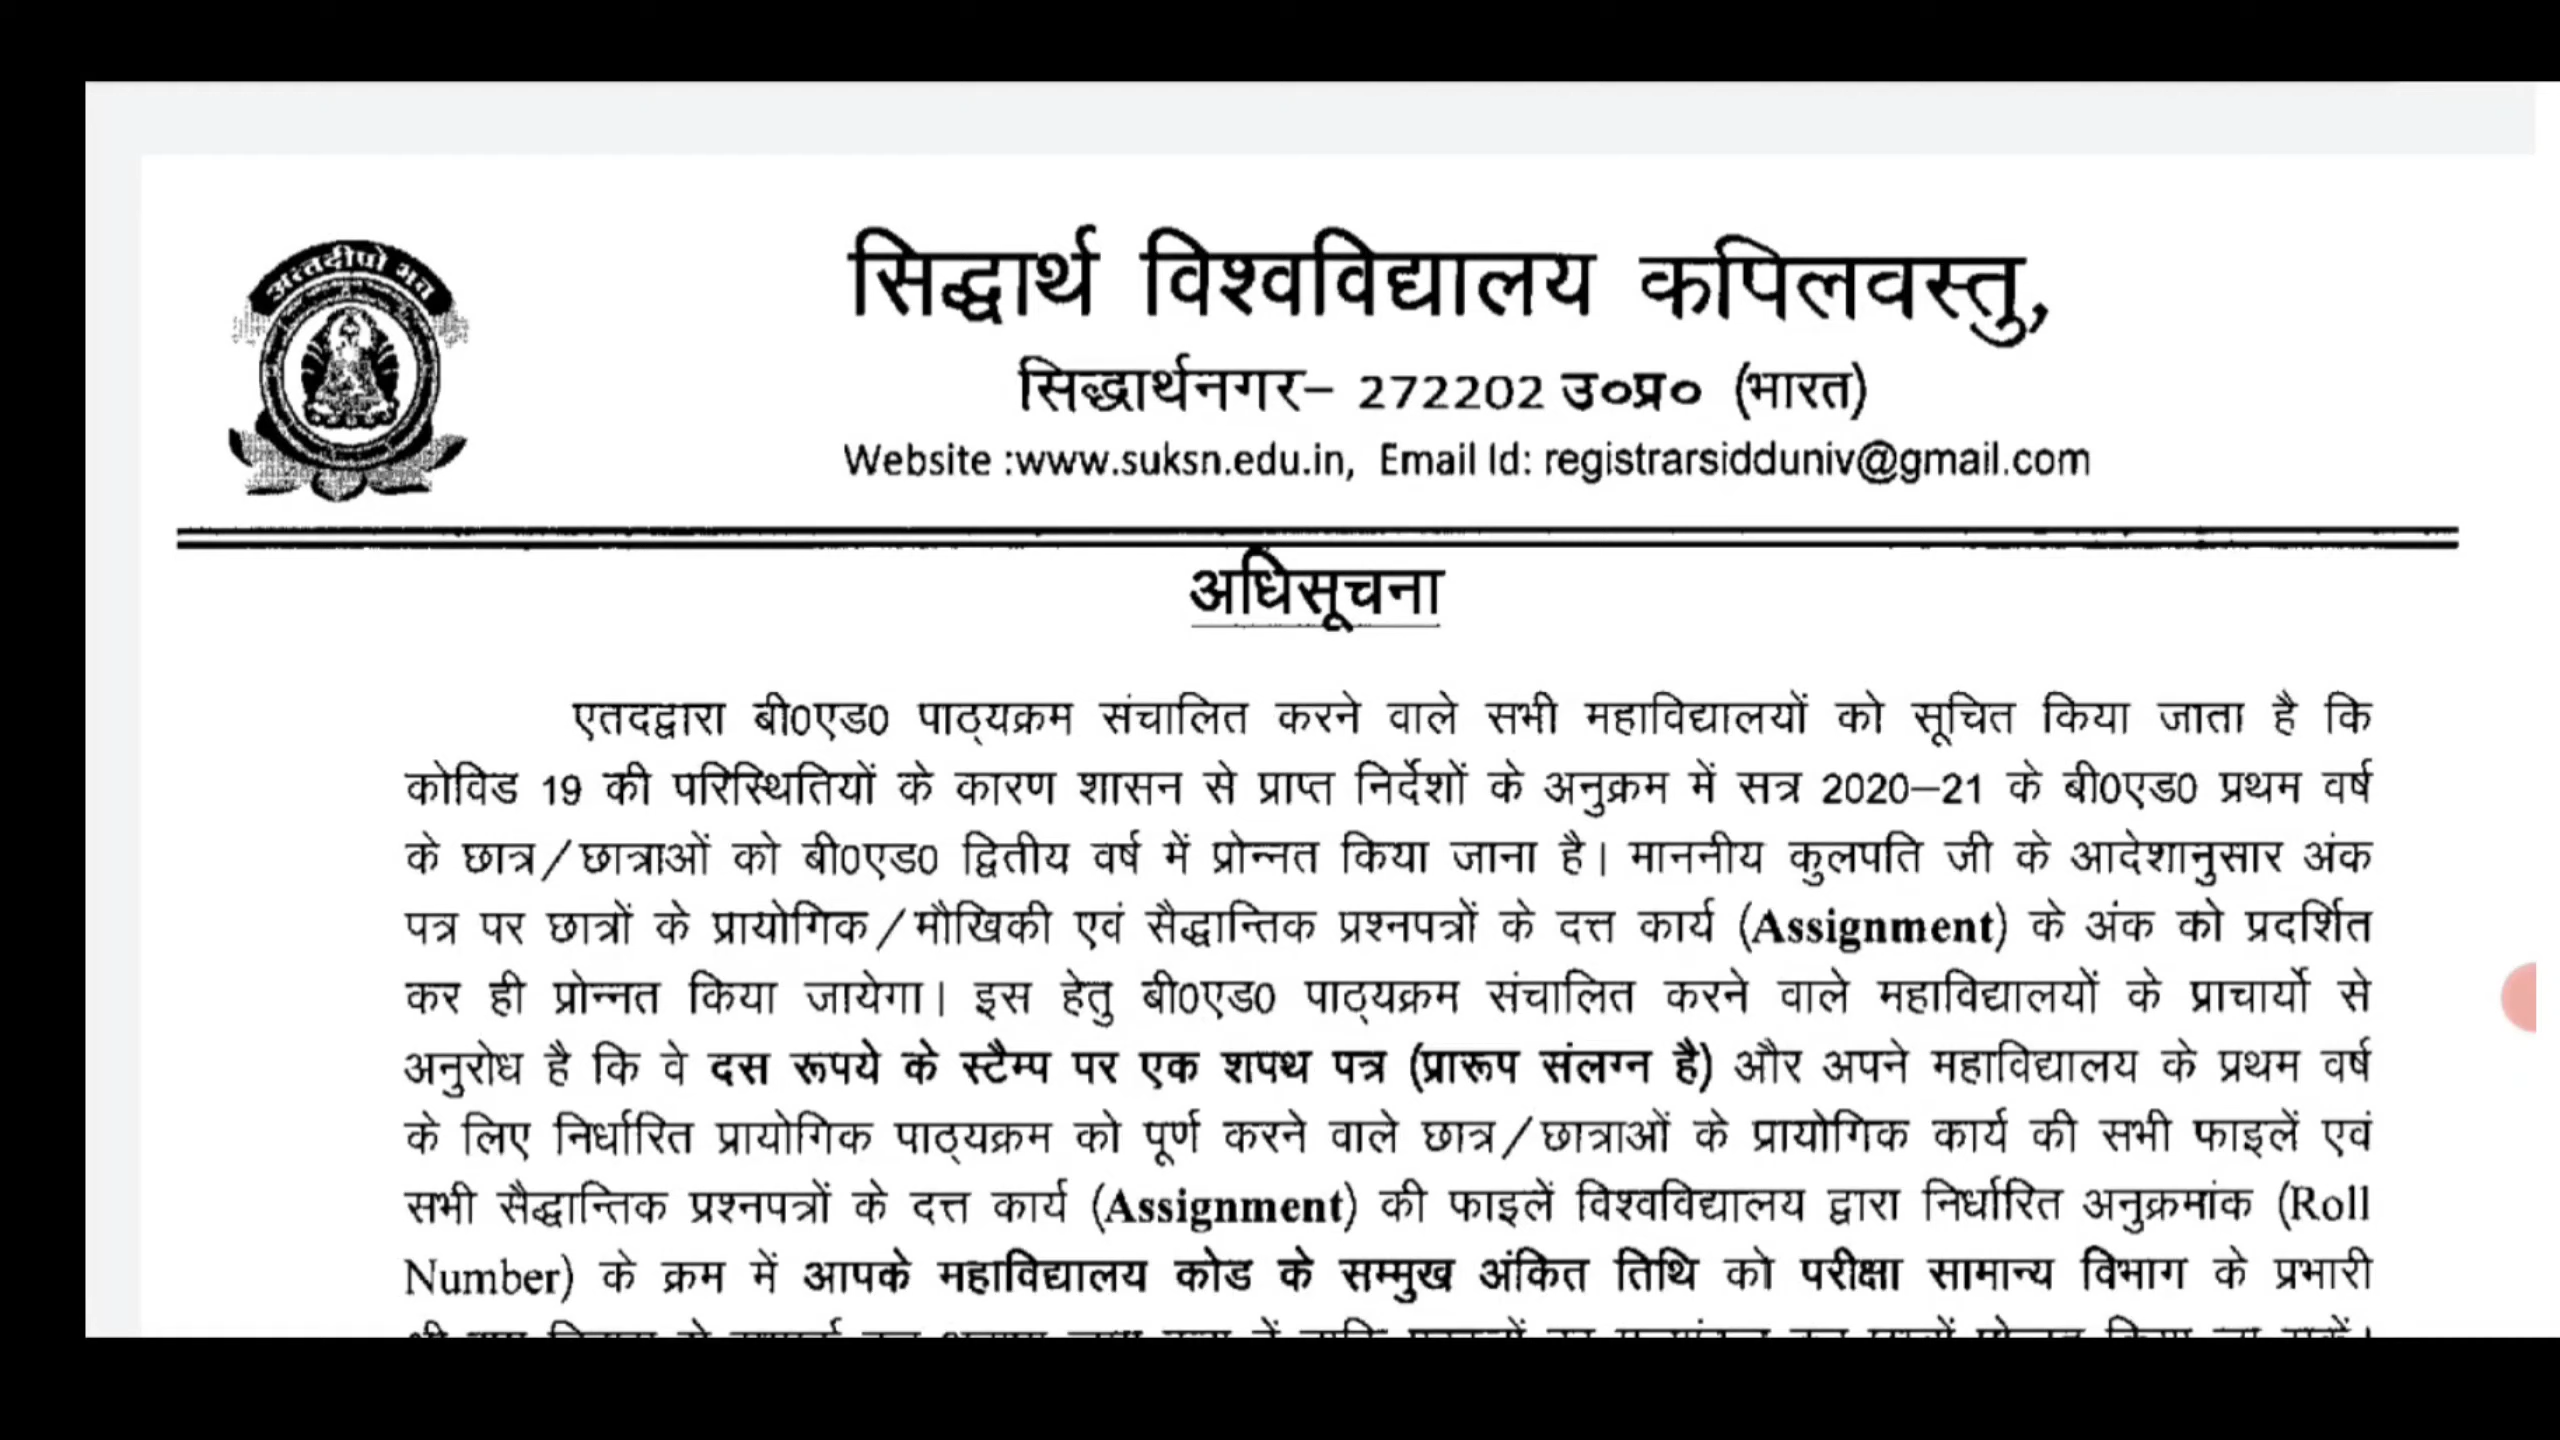 अत्तदीपो भव
सिद्धार्थ विश्वविद्यालय कपिलवस्तु,
सिद्धार्थनगर– 272202 उ०प्र० (भारत)
Website :www.suksn.edu.in, Email Id: registrarsidduniv@gmail.com
अधिसूचना
एतदद्वारा बी0एड0 पाठ्यक्रम संचालित करने वाले सभी महाविद्यालयों को सूचित किया जाता है कि
कोविड 19 की परिस्थितियों के कारण शासन से प्राप्त निर्देशों के अनुक्रम में सत्र 2020–21 के बी0एड0 प्रथम वर्ष
के छात्र/छात्राओं को बी0एड0 द्वितीय वर्ष में प्रोन्नत किया जाना है। माननीय कुलपति जी के आदेशानुसार अंक
पत्र पर छात्रों के प्रायोगिक/मौखिकी एवं सैद्धान्तिक प्रश्नपत्रों के दत्त कार्य (Assignment) के अंक को प्रदर्शित
कर ही प्रोन्नत किया जायेगा। इस हेतु बी0एड0 पाठ्यक्रम संचालित करने वाले महाविद्यालयों के प्राचार्यो से
अनुरोध है कि वे दस रूपये के स्टैम्प पर एक शपथ पत्र (प्रारूप संलग्न है) और अपने महाविद्यालय के प्रथम वर्ष
के लिए निर्धारित प्रायोगिक पाठ्यक्रम को पूर्ण करने वाले छात्र/छात्राओं के प्रायोगिक कार्य की सभी फाइलें एवं
सभी सैद्धान्तिक प्रश्नपत्रों के दत्त कार्य (Assignment) की फाइलें विश्वविद्यालय द्वारा निर्धारित अनुक्रमांक (Roll
Number) के क्रम में आपके महाविद्यालय कोड के सम्मुख अंकित तिथि को परीक्षा सामान्य विभाग के प्रभारी